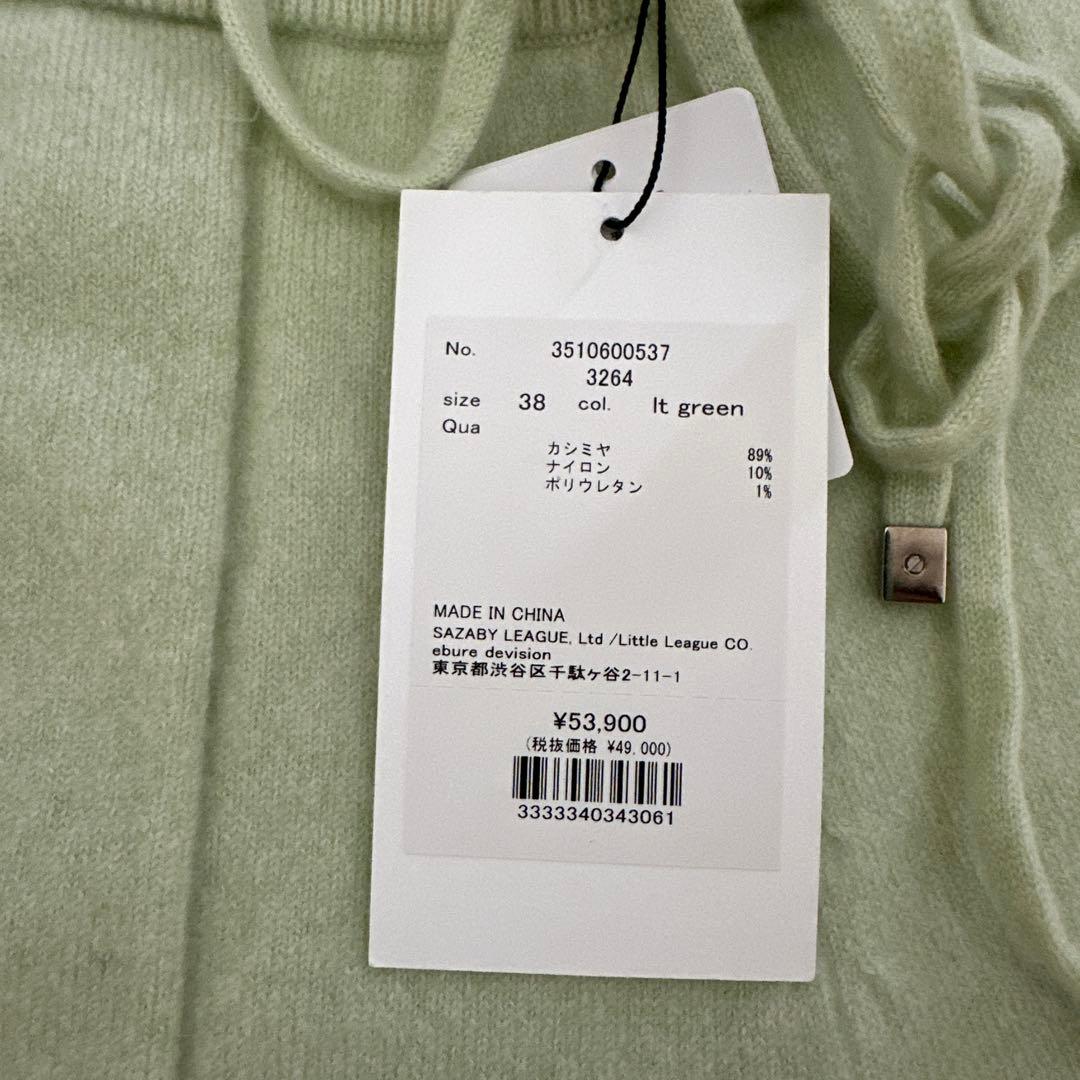 No. 3510600537
3264
size 38 col. lt green
Qua
カシミヤ 89%
ナイロン 10%
ポリウレタン 1%
MADE IN CHINA
SAZABY LEAGUE, Ltd /Little League CO.
ebure devision
東京都渋谷区千駄ヶ谷2-11-1
¥53,900
(税抜価格 ¥49,000)
3333340343061